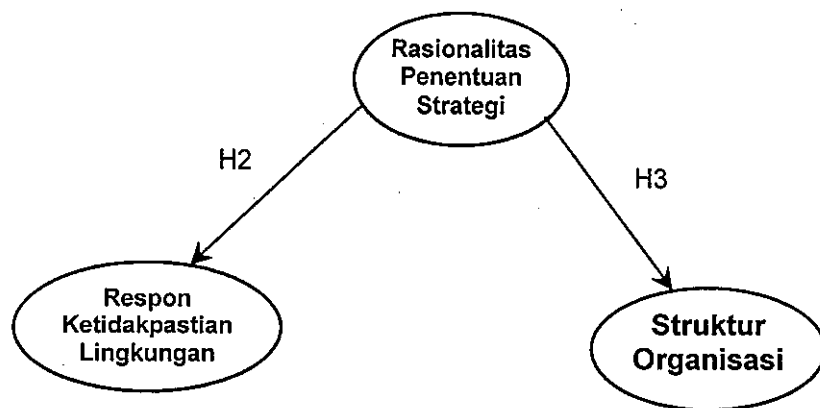 Rasionalitas
Penentuan
Strategi
H2
H3
Respon
Ketidakpastian
Lingkungan
Struktur
Organisasi